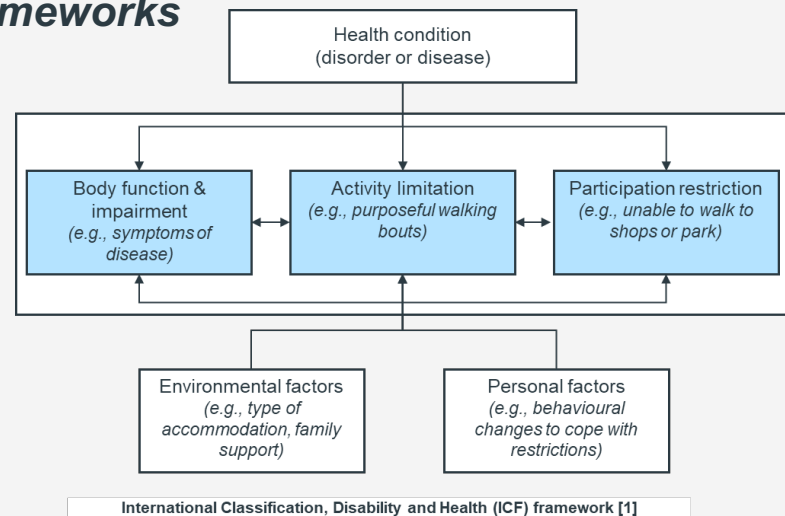 meworks
Health condition
(disorder or disease)
Body function &
impairment
(e.g., symptoms of
disease)
Activity limitation
(e.g., purposeful walking
bouts)
Participation restriction
(e.g., unable to walk to
shops or park)
Environmental factors
(e.g., type of
accommodation, family
support)
Personal factors
(e.g., behavioural
changes to cope with
restrictions)
International Classification, Disability and Health (ICF) framework [1]